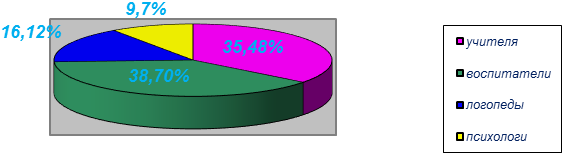 9,7%
16,12%
35,48%
38,70%
учителя
воспитатели
логопеды
психологи